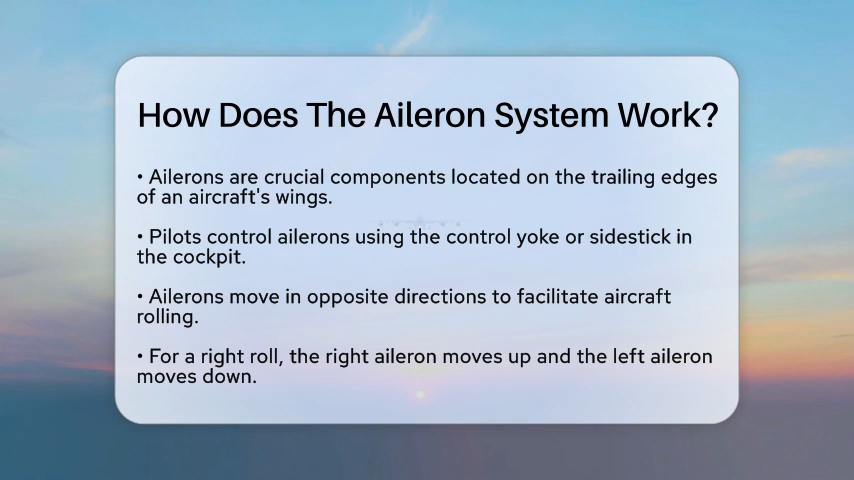 How Does The Aileron System Work?
• Ailerons are crucial components located on the trailing edges
of an aircraft's wings.
• Pilots control ailerons using the control yoke or sidestick in
the cockpit.
• Ailerons move in opposite directions to facilitate aircraft
rolling.
• For a right roll, the right aileron moves up and the left aileron
moves down.